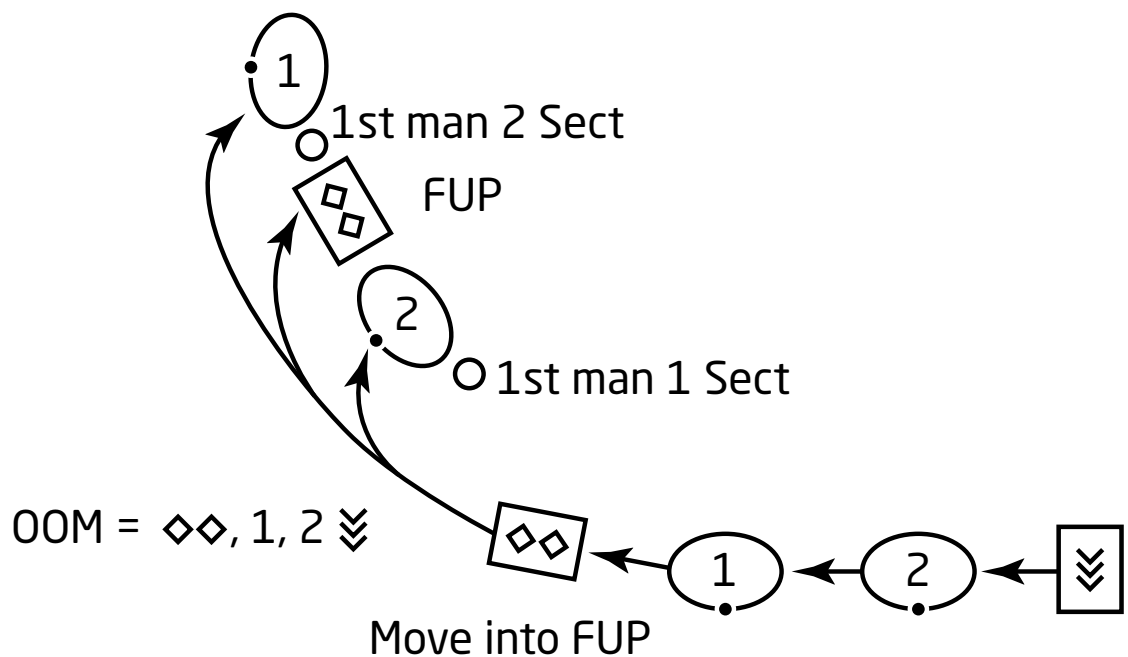 1
1st man 2 Sect
FUP
2
1st man 1 Sect
OOM = ◇◇, 1, 2
1
2
Move into FUP